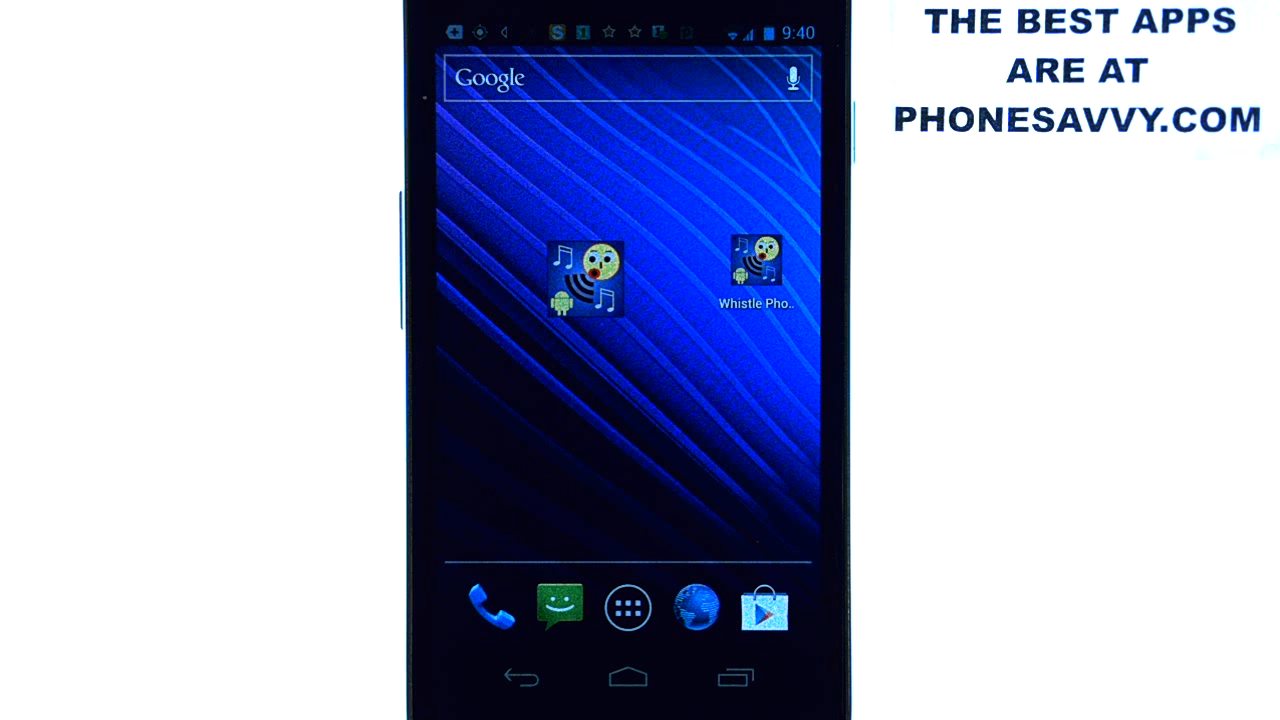 THE BEST APPS
ARE AT
PHONESAVVY.COM
9:40
Google
Whistle Pho..